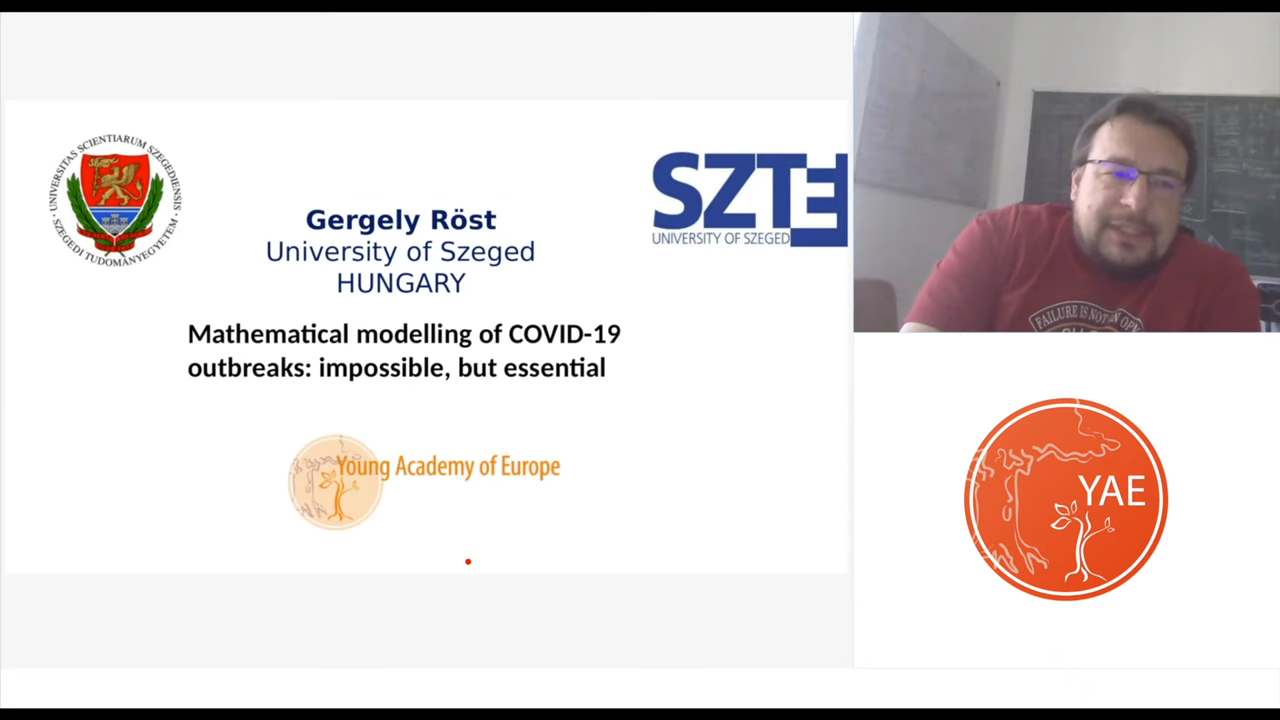 UNIVERSITAS SCIENTIARUM SZEGEDIENSIS
SZEGEDI TUDOMÁNYEGYETEM
SZTE
UNIVERSITY OF SZEGED
Gergely Röst
University of Szeged
HUNGARY
Mathematical modelling of COVID-19
outbreaks: impossible, but essential
Young Academy of Europe
FAILURE IS NOT AN
YAE